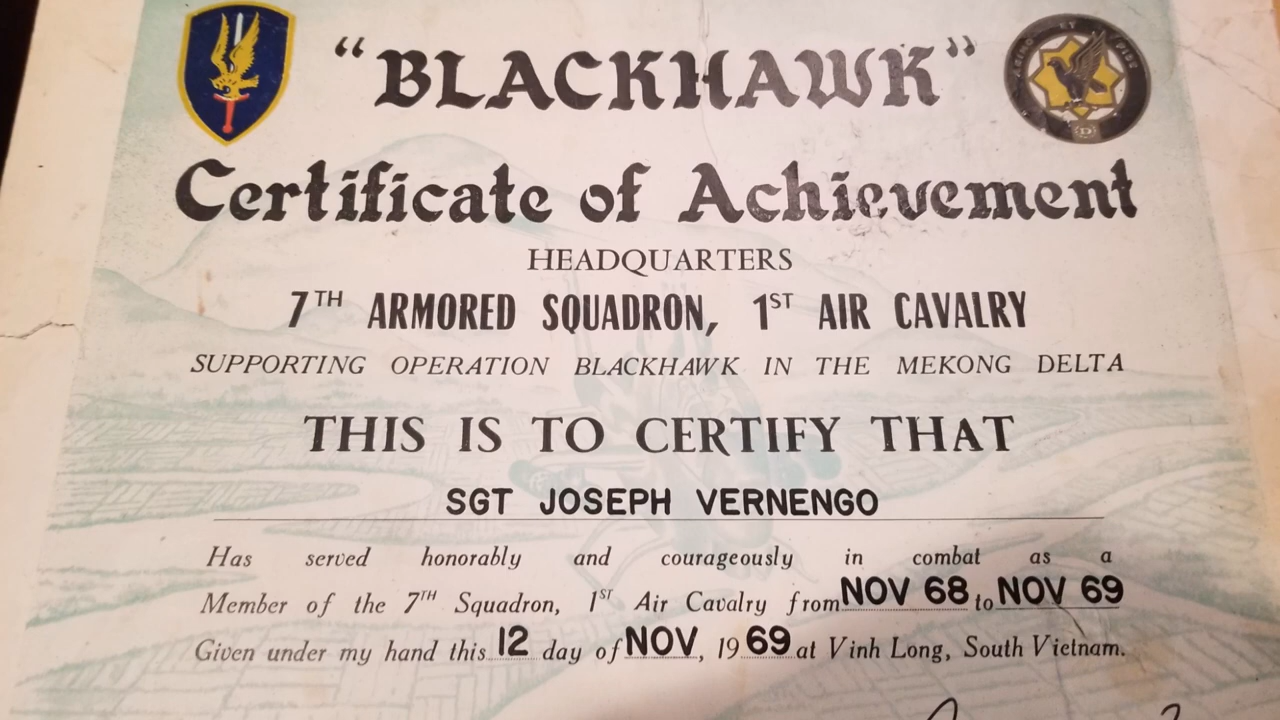 "BLACKHAWK"
Certificate of Achievement
HEADQUARTERS
7TH ARMORED SQUADRON, 1ST AIR CAVALRY
SUPPORTING OPERATION BLACKHAWK IN THE MEKONG DELTA
THIS IS TO CERTIFY THAT
SGT JOSEPH VERNENGO
Has served honorably and courageously in combat as a
Member of the 7TH Squadron, 1ST Air Cavalry from NOV 68 to NOV 69
Given under my hand this 12 day of NOV, 19 69 at Vinh Long, South Vietnam.